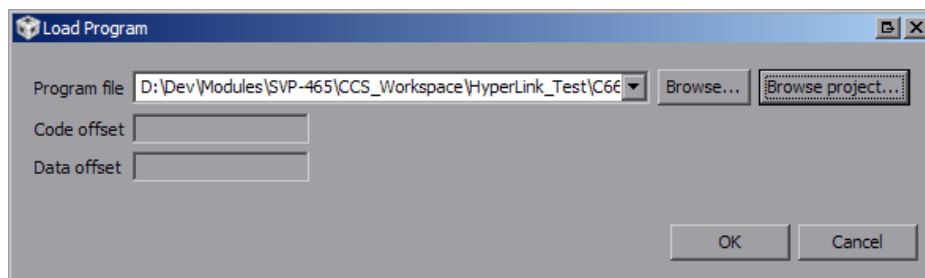 Load Program
Program file D:\Dev\Modules\SVP-465\CCS_Workspace\HyperLink_Test\C66 Browse... Browse project...
Code offset
Data offset
OK Cancel